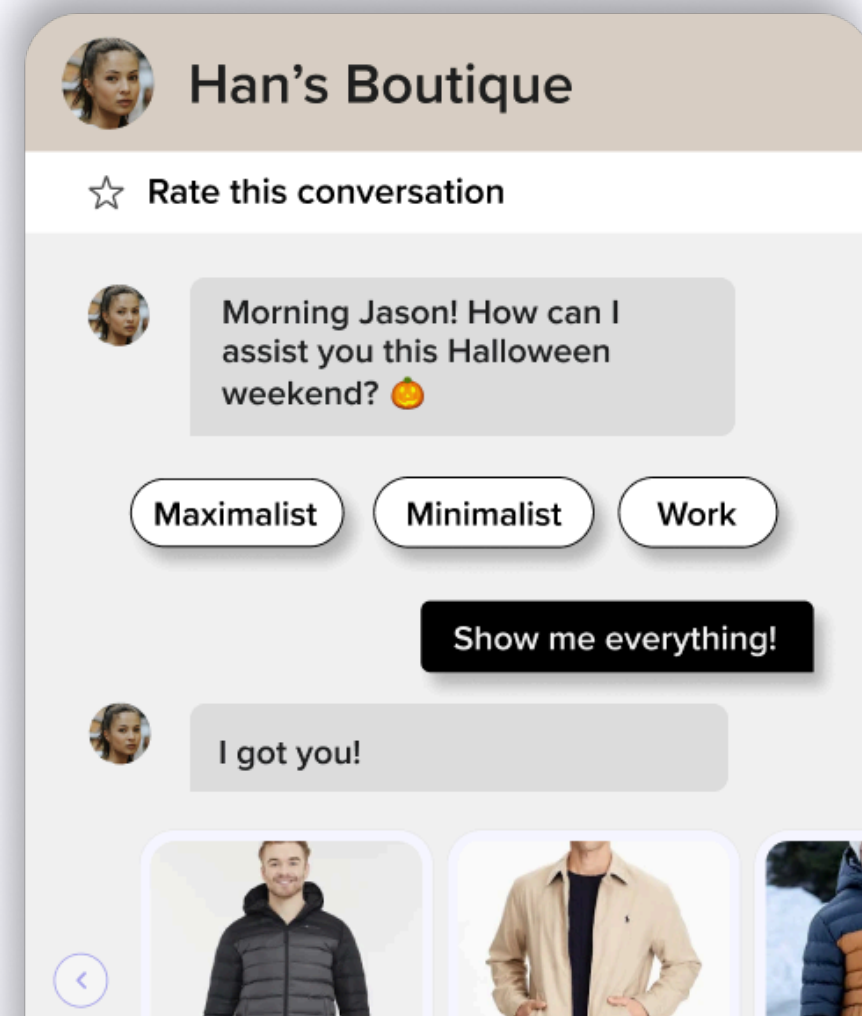 Han’s Boutique
Rate this conversation
Morning Jason! How can I
assist you this Halloween
weekend? 🎃
Maximalist Minimalist Work
Show me everything!
I got you!